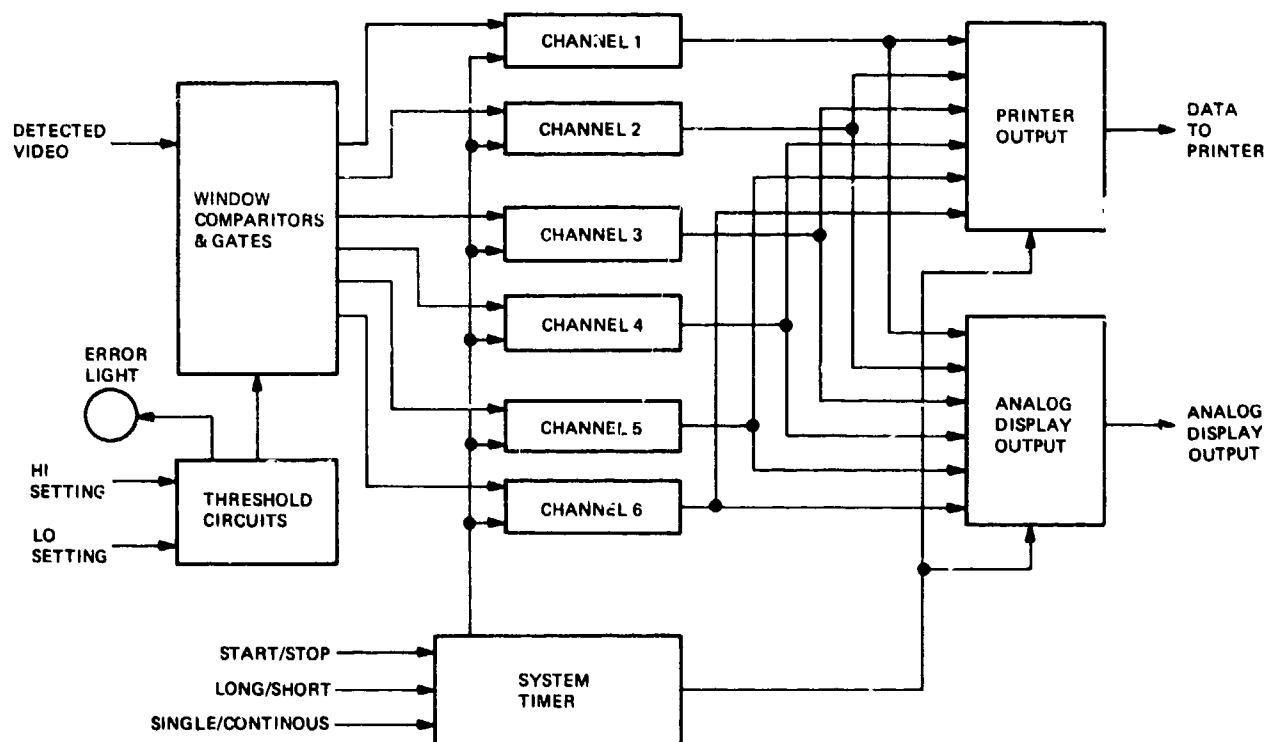 DETECTED
VIDEO
WINDOW
COMPARITORS
& GATES
ERROR
LIGHT
HI
SETTING
LO
SETTING
THRESHOLD
CIRCUITS
CHANNEL 1
CHANNEL 2
CHANNEL 3
CHANNEL 4
CHANNEL 5
CHANNEL 6
START/STOP
LONG/SHORT
SINGLE/CONTINOUS
SYSTEM
TIMER
PRINTER
OUTPUT
DATA
TO
PRINTER
ANALOG
DISPLAY
OUTPUT
ANALOG
DISPLAY
OUTPUT